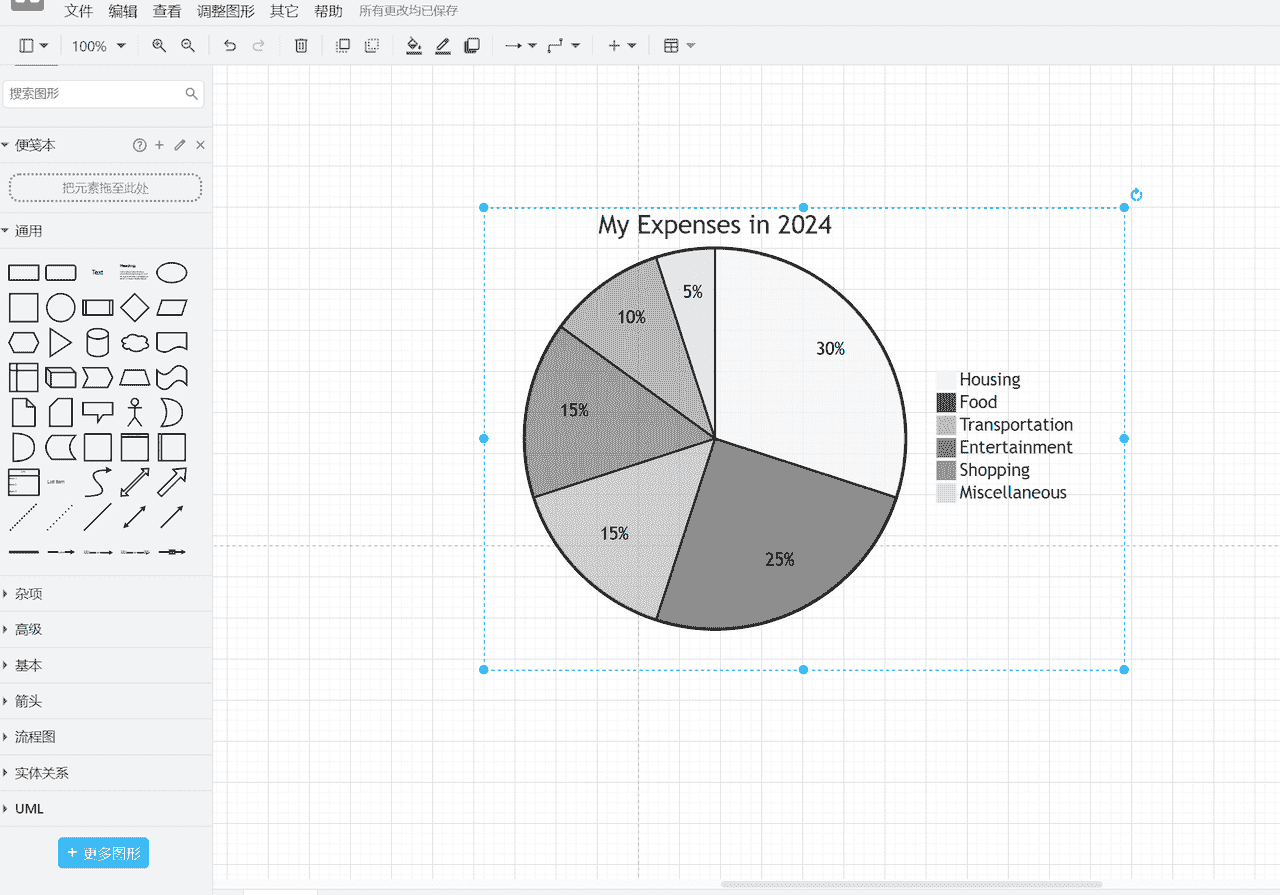 文件 编辑 查看 调整图形 其它 帮助 所有更改均已保存
100%
搜索图形
便笺本
把元素拖至此处
通用
Text
Heading
List Item
杂项
高级
基本
箭头
流程图
实体关系
UML
+ 更多图形
My Expenses in 2024
5%
10%
30%
15%
15%
25%
Housing
Food
Transportation
Entertainment
Shopping
Miscellaneous